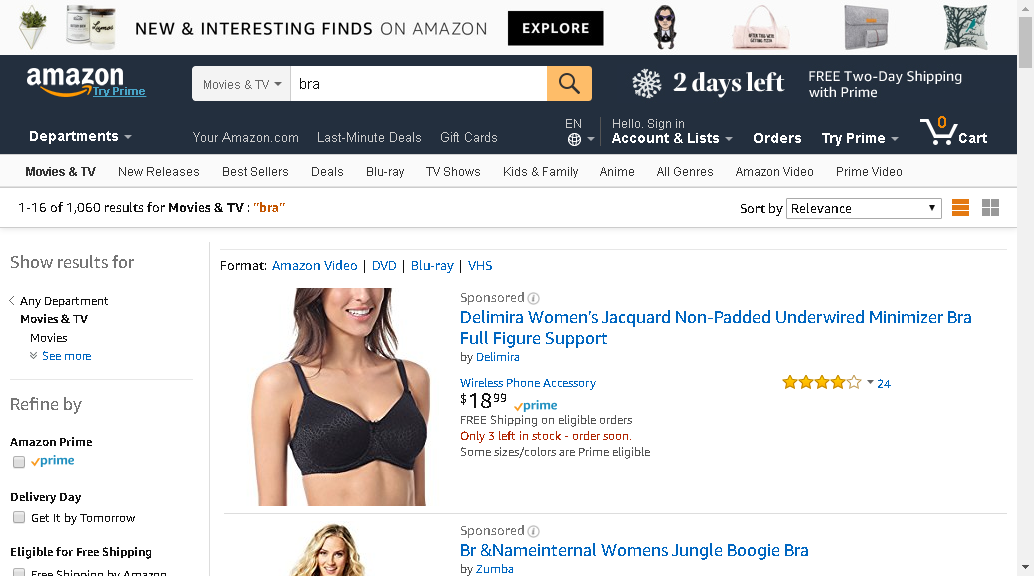 NEW & INTERESTING FINDS ON AMAZON EXPLORE
amazon
Try Prime
Movies & TV
bra
2 days left
FREE Two-Day Shipping
with Prime
Departments
Your Amazon.com
Last-Minute Deals
Gift Cards
EN
Hello. Sign in
Account & Lists
Orders
Try Prime
0
Cart
Movies & TV
New Releases
Best Sellers
Deals
Blu-ray
TV Shows
Kids & Family
Anime
All Genres
Amazon Video
Prime Video
1-16 of 1,060 results for Movies & TV : "bra"
Sort by Relevance
Show results for
Any Department
Movies & TV
Movies
See more
Refine by
Amazon Prime
prime
Delivery Day
Get It by Tomorrow
Eligible for Free Shipping
Free Shipping by Amazon
Format: Amazon Video | DVD | Blu-ray | VHS
Sponsored
Delimira Women's Jacquard Non-Padded Underwired Minimizer Bra
Full Figure Support
by Delimira
Wireless Phone Accessory
$18 99 prime
FREE Shipping on eligible orders
Only 3 left in stock - order soon.
Some sizes/colors are Prime eligible
24
Sponsored
Br &Nameinternal Womens Jungle Boogie Bra
by Zumba